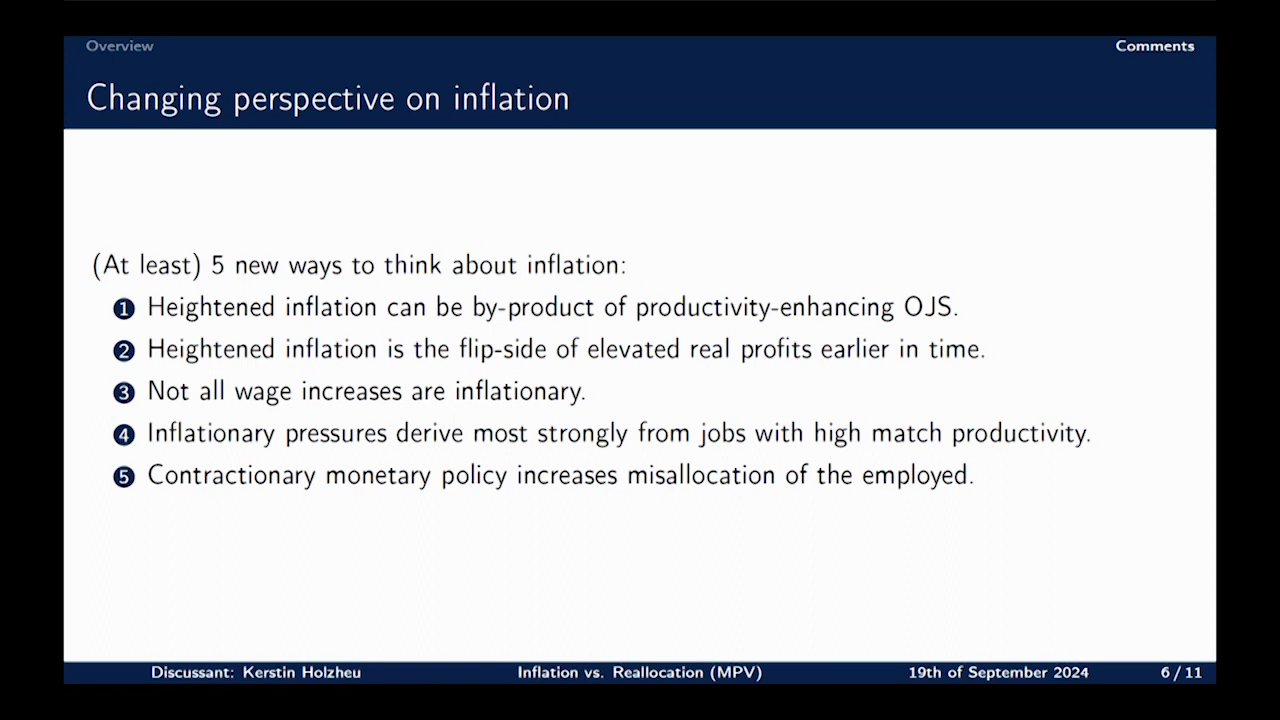 Overview
Comments
Changing perspective on inflation
(At least) 5 new ways to think about inflation:
1 Heightened inflation can be by-product of productivity-enhancing OJS.
2 Heightened inflation is the flip-side of elevated real profits earlier in time.
3 Not all wage increases are inflationary.
4 Inflationary pressures derive most strongly from jobs with high match productivity.
5 Contractionary monetary policy increases misallocation of the employed.
Discussant: Kerstin Holzheu
Inflation vs. Reallocation (MPV)
19th of September 2024
6 / 11